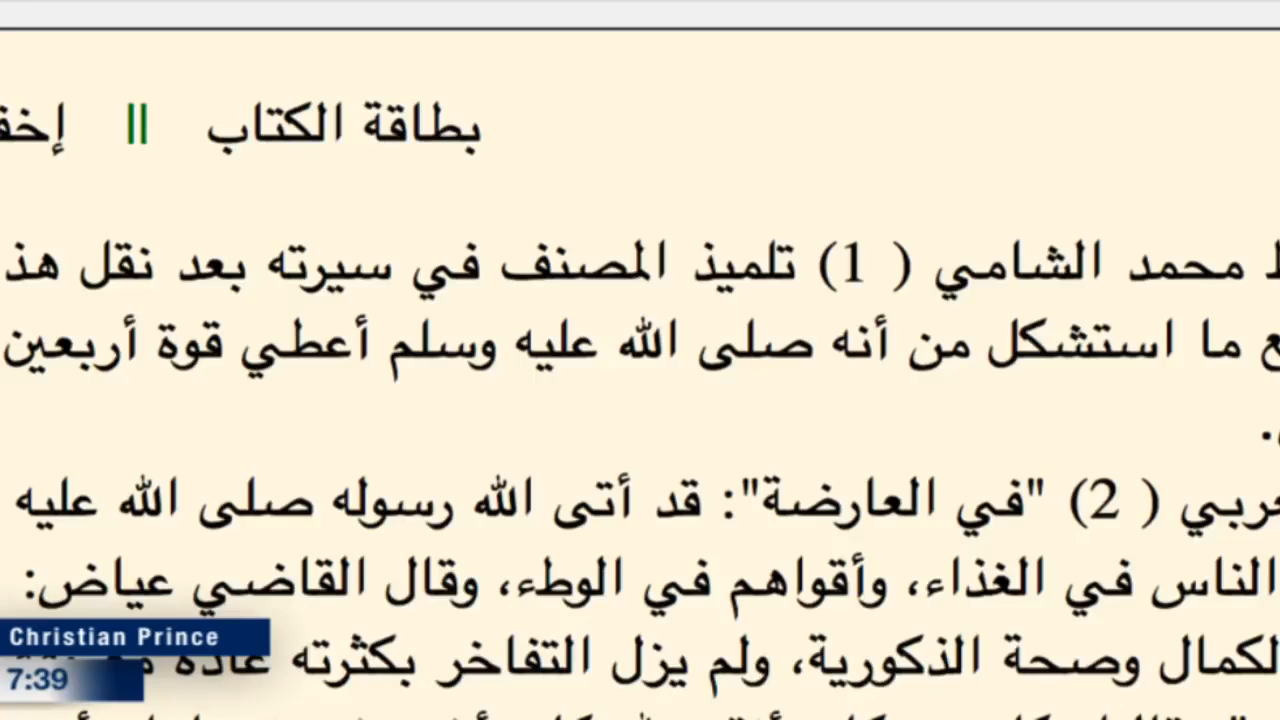 بطاقة الكتاب || إخف
محمد الشامي ( 1) تلميذ المصنف في سيرته بعد نقل هذ
ع ما استشكل من أنه صلى الله عليه وسلم أعطي قوة أربعين
عربي ( 2) "في العارضة": قد أتى الله رسوله صلى الله عليه
الناس في الغذاء، وأقواهم في الوطء، وقال القاضي عياض:
لكمال وصحة الذكورية، ولم يزل التفاخر بكثرته عادة
Christian Prince
7:39